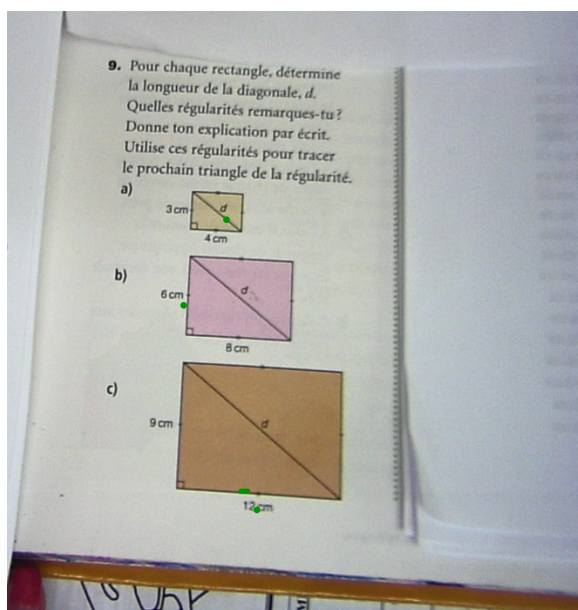 9. Pour chaque rectangle, détermine
la longueur de la diagonale, d.
Quelles régularités remarques-tu?
Donne ton explication par écrit.
Utilise ces régularités pour tracer
le prochain triangle de la régularité.
a)
3 cm
d
4 cm
b)
6 cm
d
8 cm
c)
9 cm
d
12 cm